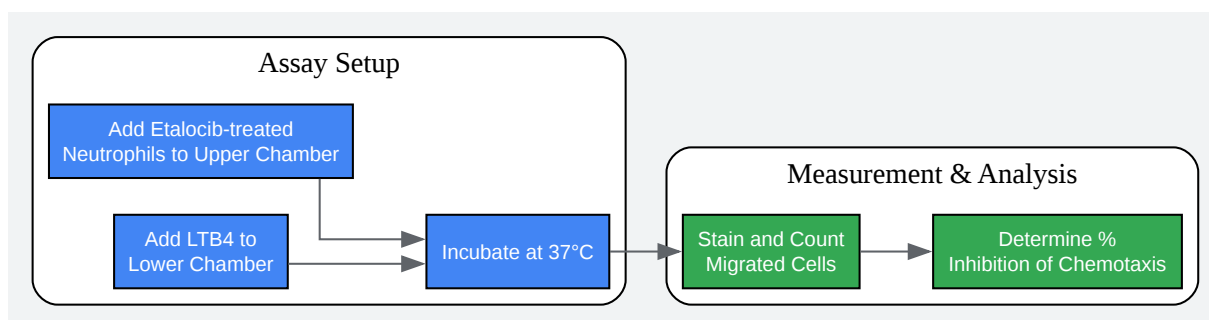 Assay Setup
Add Etalocib-treated
Neutrophils to Upper Chamber
Add LTB4 to
Lower Chamber
Incubate at 37°C
Measurement & Analysis
Stain and Count
Migrated Cells
Determine %
Inhibition of Chemotaxis